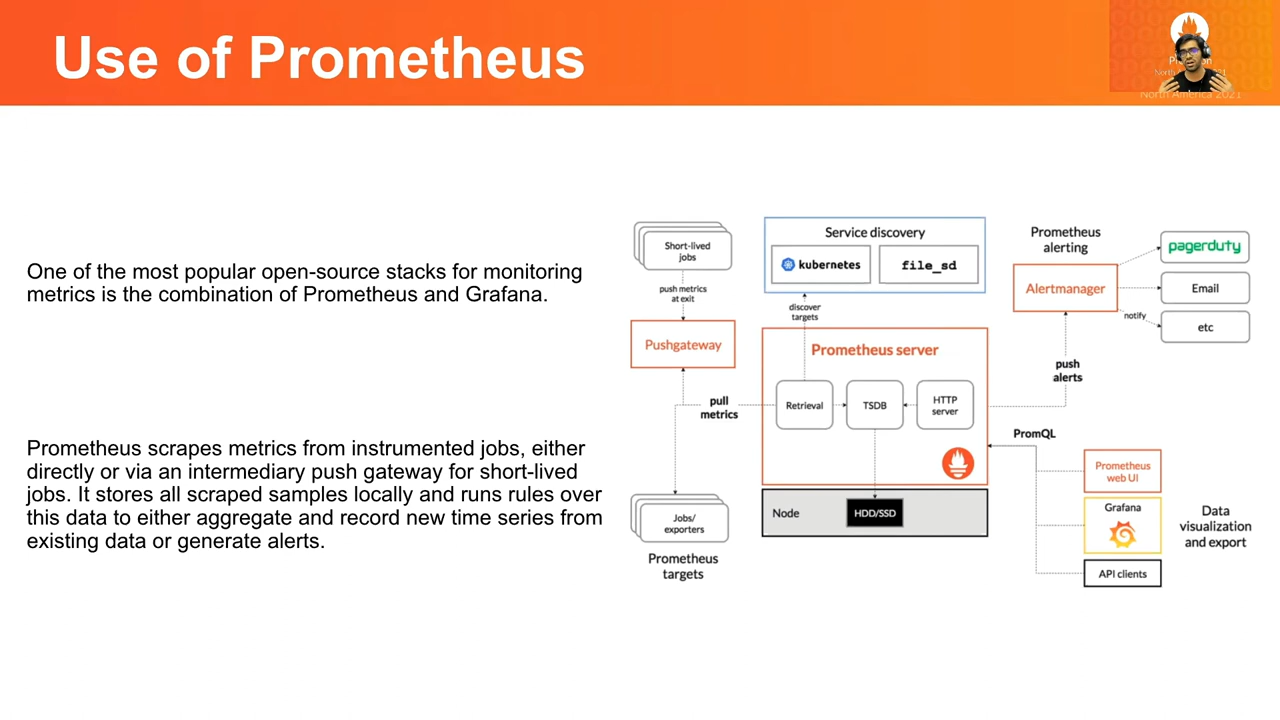 Use of Prometheus
North America 2021
One of the most popular open-source stacks for monitoring
metrics is the combination of Prometheus and Grafana.
Prometheus scrapes metrics from instrumented jobs, either
directly or via an intermediary push gateway for short-lived
jobs. It stores all scraped samples locally and runs rules over
this data to either aggregate and record new time series from
existing data or generate alerts.
Short-lived
jobs
push metrics
at exit
Pushgateway
pull
metrics
Jobs/
exporters
Prometheus
targets
Service discovery
kubernetes
file_sd
discover
targets
Prometheus server
Retrieval
TSDB
HTTP
server
Node
HDD/SSD
Prometheus
alerting
Alertmanager
pagerduty
Email
etc
notify
push
alerts
PromQL
Prometheus
web UI
Grafana
API clients
Data
visualization
and export